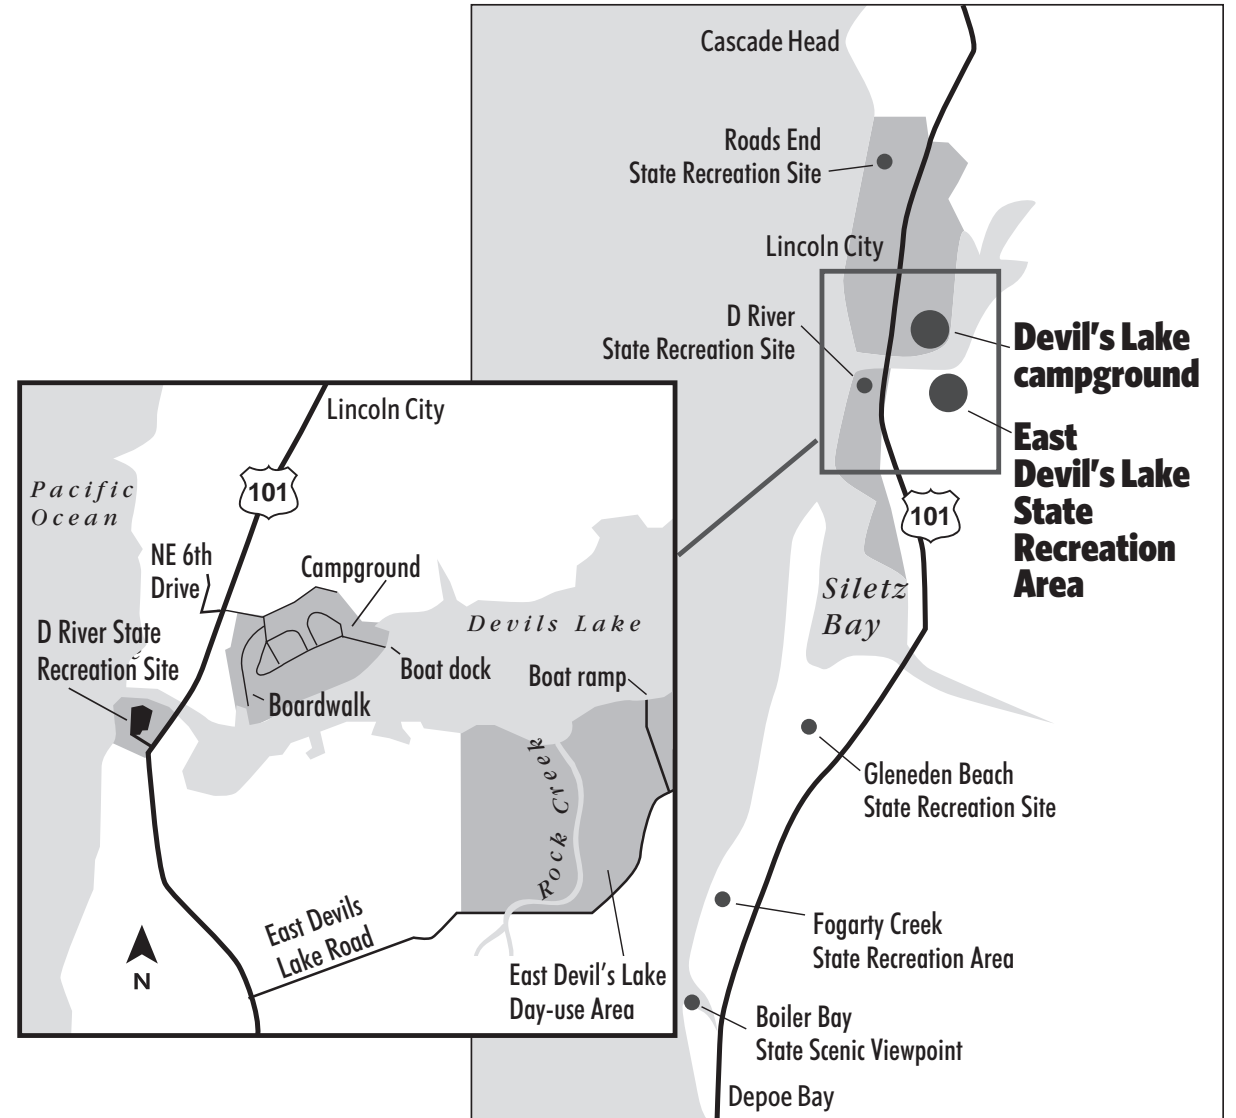 Cascade Head
Roads End
State Recreation Site
Lincoln City
D River
State Recreation Site
Devil's Lake
campground
East
Devil's Lake
State
Recreation
Area
101
Siletz
Bay
Gleneden Beach
State Recreation Site
Fogarty Creek
State Recreation Area
Boiler Bay
State Scenic Viewpoint
Depoe Bay
Lincoln City
101
Pacific
Ocean
NE 6th
Drive
Campground
Devils Lake
D River State
Recreation Site
Boat dock
Boat ramp
Boardwalk
Rock Creek
East Devils
Lake Road
N
East Devil's Lake
Day-use Area